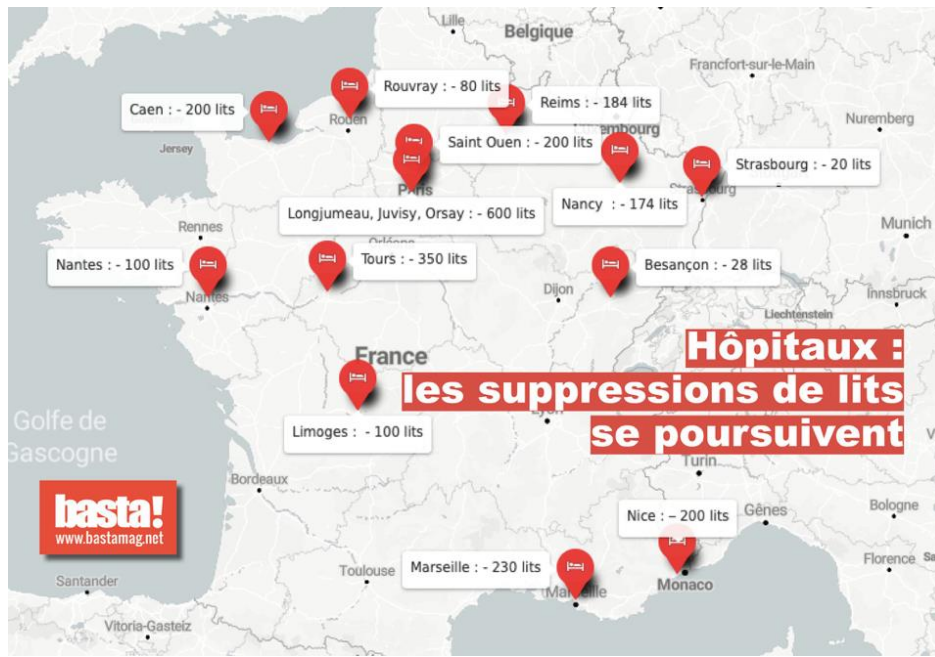 Lille
Belgique
Francfort-sur-le-Main
Rouvray : - 80 lits
Caen : - 200 lits
Reims : - 184 lits
Rouen
Nuremberg
Jersey
Saint Ouen : - 200 lits
Strasbourg : - 20 lits
Paris
Longjumeau, Juvisy, Orsay : - 600 lits
Nancy : - 174 lits
Rennes
Munich
Orléans
Nantes : - 100 lits
Tours : - 350 lits
Besançon : - 28 lits
Nantes
Dijon
Innsbruck
Liechtenstein
Hôpitaux :
France
les suppressions de lits
Lyon
Golfe de
Gascogne
Limoges : - 100 lits
se poursuivent
Turin
Bordeaux
basta!
www.bastamag.net
Nice : – 200 lits
Gênes
Bologne
Marseille : - 230 lits
Toulouse
Florence
Santander
Monaco
Marseille
Vitoria-Gasteiz